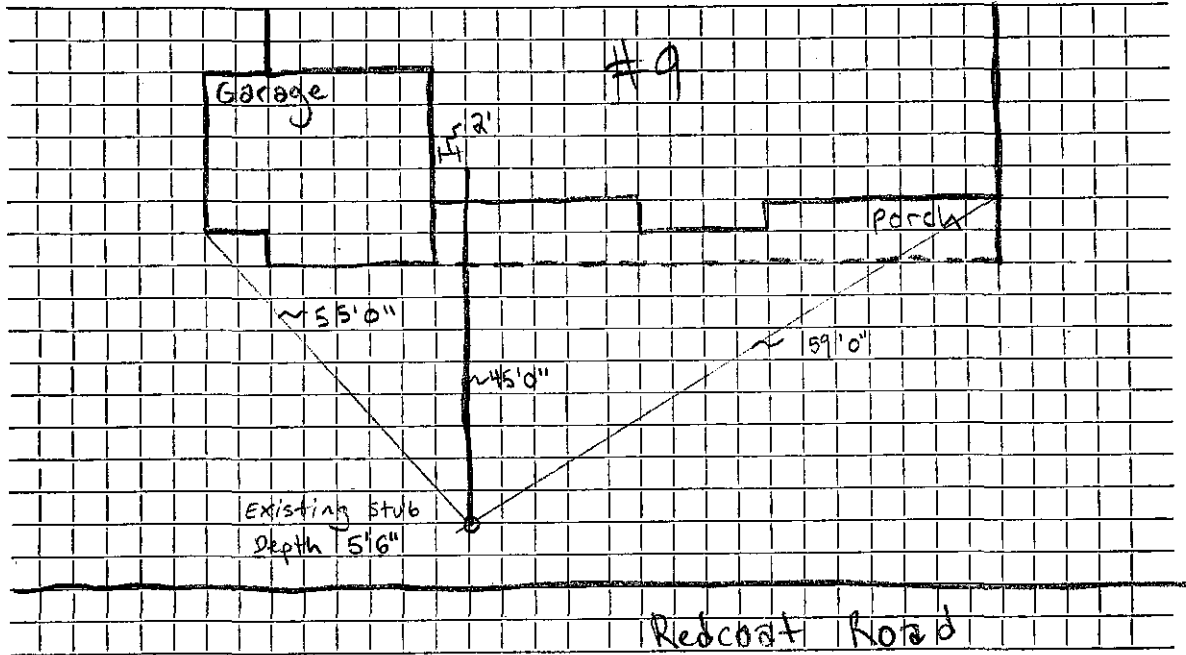 #9
Garage
2'
Porch
~55'0"
~59'0"
~45'0"
Existing Stub
Depth 5'6"
Redcoat Road